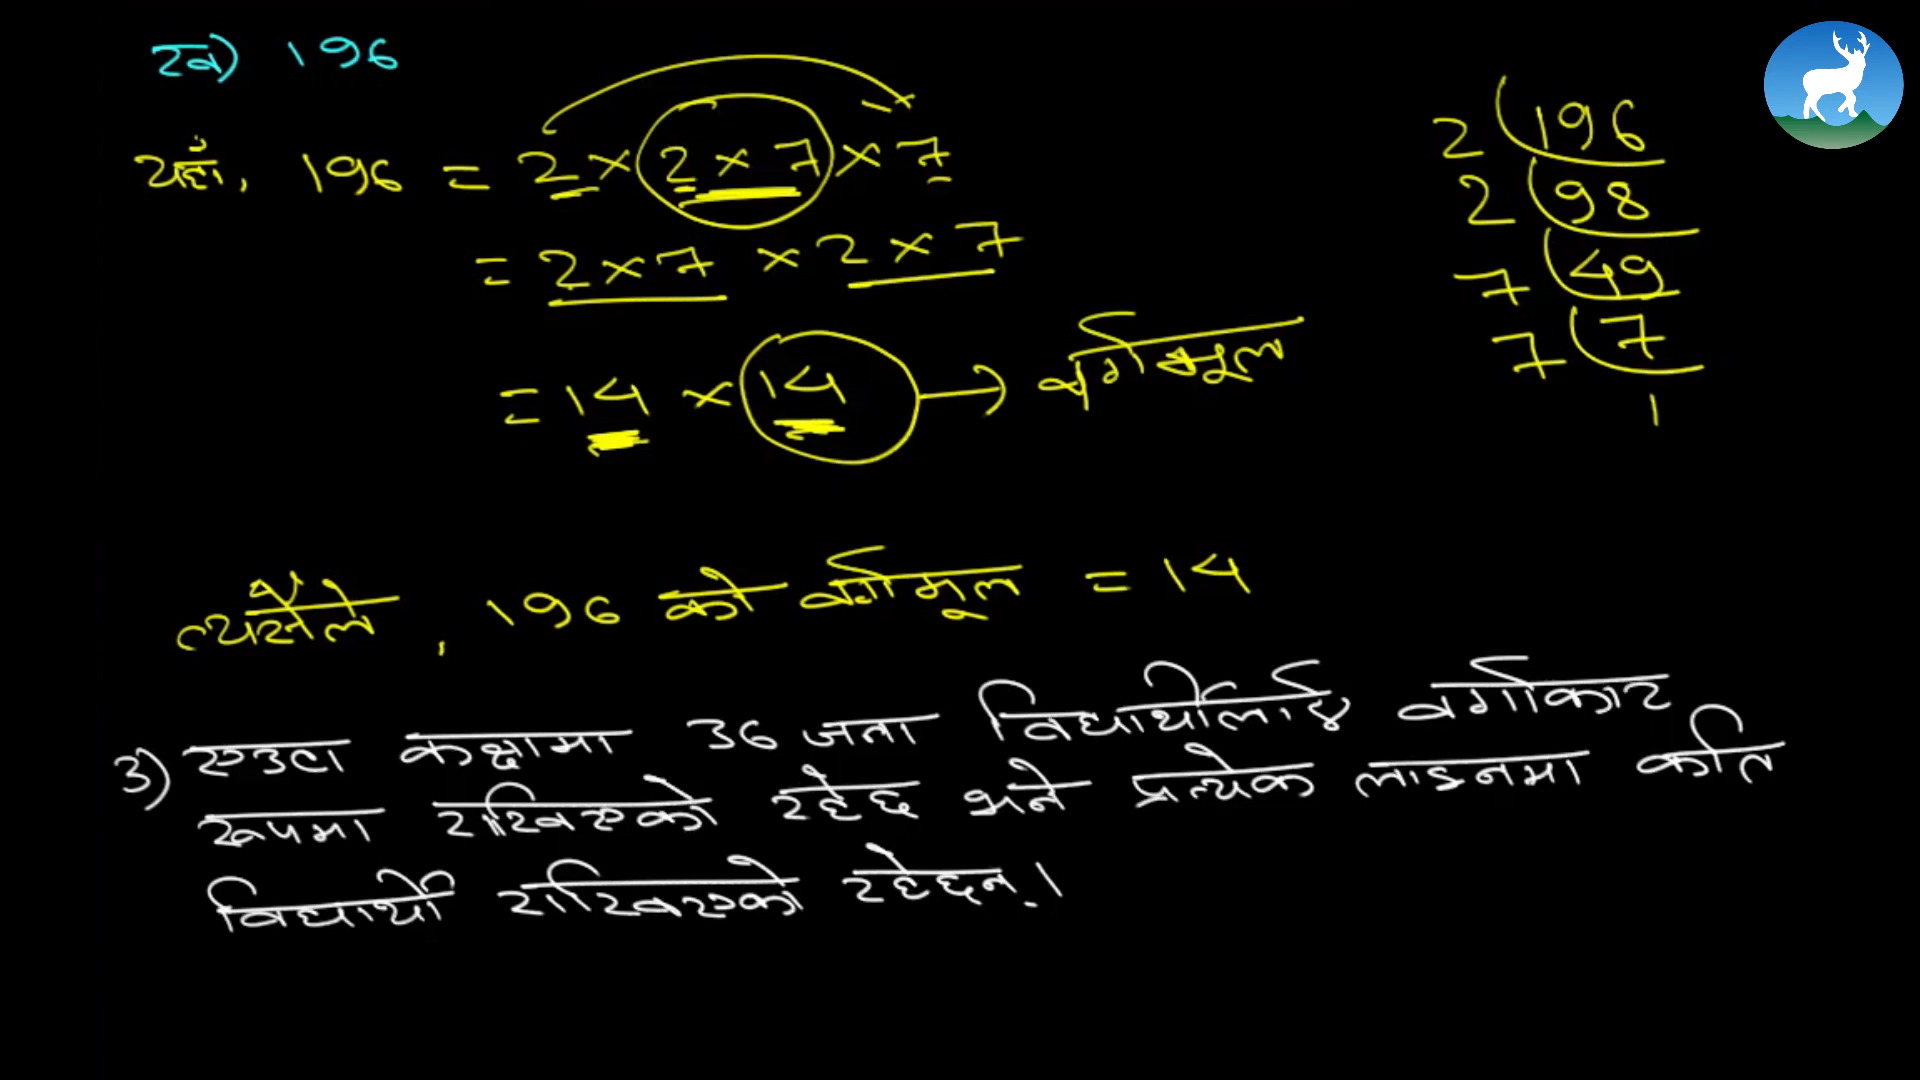 ख) 196
यहाँ, 196 = 2 × 2 × 7 × 7
= 2 × 7 × 2 × 7
= 14 × 14 → वर्गमूल
2 196
2 98
7 49
7 7
1
त्यसैले, 196 को वर्गमूल = 14
3) एउटा कक्षामा 36 जना विद्यार्थीलाई वर्गाकार
रूपमा राखिएको रहेछ भने प्रत्येक लाइनमा कति
विद्यार्थी राखिएको रहेछन् ।